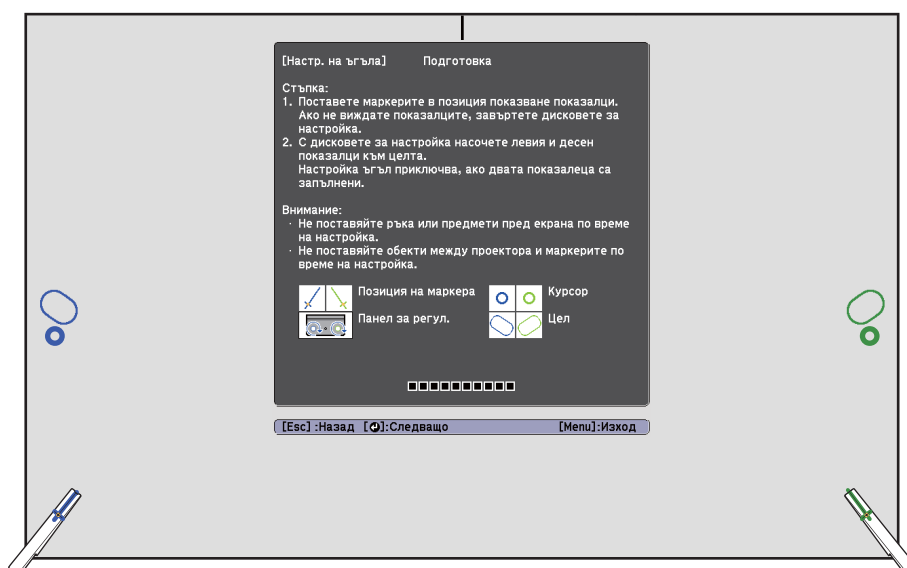 [Настр. на ъгъла] Подготовка
Стъпка:
1. Поставете маркерите в позиция показване показалци.
Ако не виждате показалците, завъртете дисковете за
настройка.
2. С дисковете за настройка насочете левия и десен
показалци към целта.
Настройка ъгъл приключва, ако двата показалеца са
запълнени.
Внимание:
· Не поставяйте ръка или предмети пред екрана по време
на настройка.
· Не поставяйте обекти между проектора и маркерите по
време на настройка.
Позиция на маркера Курсор
Панел за регул. Цел
[Esc] :Назад [⏎]:Следващо [Menu]:Изход